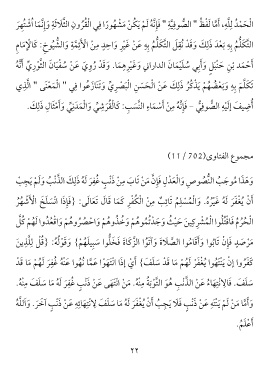 الْحَمْدُ لِلَّهِ، أَمَّا لَفْظُ " الصُّوفِيَّةِ " فَإِنَّهُ لَمْ يَكُنْ مَشْهُورًا فِي الْقُرُونِ الثَّلَاثَةِ وَإِنَّمَا اُشْتُهِرَ
التَّكَلُّمُ بِهِ بَعْدَ ذَلِكَ وَقَدْ نُقِلَ التَّكَلُّمُ بِهِ عَنْ غَيْرِ وَاحِدٍ مِنْ الْأَئِمَّةِ وَالشُّيُوخِ: كَالْإِمَامِ
أَحْمَد بْنِ حَنْبَلٍ وَأَبِي سُلَيْمَانَ الداراني وَغَيْرِهِمَا. وَقَدْ رُوِيَ عَنْ سُفْيَانَ الثَّوْرِيِّ أَنَّهُ
تَكَلَّمَ بِهِ وَبَعْضُهُمْ يَذْكُرُ ذَلِكَ عَنْ الْحَسَنِ الْبَصْرِيِّ وَتَنَازَعُوا فِي " الْمَعْنَى " الَّذِي
أُضِيفَ إلَيْهِ الصُّوفِيُّ - فَإِنَّهُ مِنْ أَسْمَاءِ النَّسَبِ: كَالْقُرَشِيِّ وَالْمَدَنِيِّ وَأَمْثَالِ ذَلِكَ.
مجموع الفتاوى(702 / 11)
وَهَذَا مُوجَبُ النُّصُوصِ وَالْعَدْلِ فَإِنَّ مَنْ تَابَ مِنْ ذَنْبٍ غُفِرَ لَهُ ذَلِكَ الذَّنْبُ وَلَمْ يَجِبْ
أَنْ يُغْفَرَ لَهُ غَيْرُهُ. وَالْمُسْلِمُ تَائِبٌ مِنْ الْكُفْرِ كَمَا قَالَ تَعَالَى: {فَإِذَا انْسَلَخَ الْأَشْهُرُ
الْحُرُمُ فَاقْتُلُوا الْمُشْرِكِينَ حَيْثُ وَجَدْتُمُوهُمْ وَخُذُوهُمْ وَاحْصُرُوهُمْ وَاقْعُدُوا لَهُمْ كُلَّ
مَرْصَدٍ فَإِنْ تَابُوا وَأَقَامُوا الصَّلَاةَ وَآتَوُا الزَّكَاةَ فَخَلُّوا سَبِيلَهُمْ} وَقَوْلُهُ: {قُلْ لِلَّذِينَ
كَفَرُوا إنْ يَنْتَهُوا يُغْفَرْ لَهُمْ مَا قَدْ سَلَفَ} أَيْ إذَا انْتَهَوْا عَمَّا نُهُوا عَنْهُ غُفِرَ لَهُمْ مَا قَدْ
سَلَفَ. فَالِانْتِهَاءُ عَنْ الذَّنْبِ هُوَ التَّوْبَةُ مِنْهُ. مَنْ انْتَهَى عَنْ ذَنْبٍ غُفِرَ لَهُ مَا سَلَفَ مِنْهُ.
وَأَمَّا مَنْ لَمْ يَنْتَهِ عَنْ ذَنْبٍ فَلَا يَجِبُ أَنْ يُغْفَرَ لَهُ مَا سَلَفَ لِانْتِهَائِهِ عَنْ ذَنْبٍ آخَرَ. وَاَللَّهُ
أَعْلَمُ.
٢٢